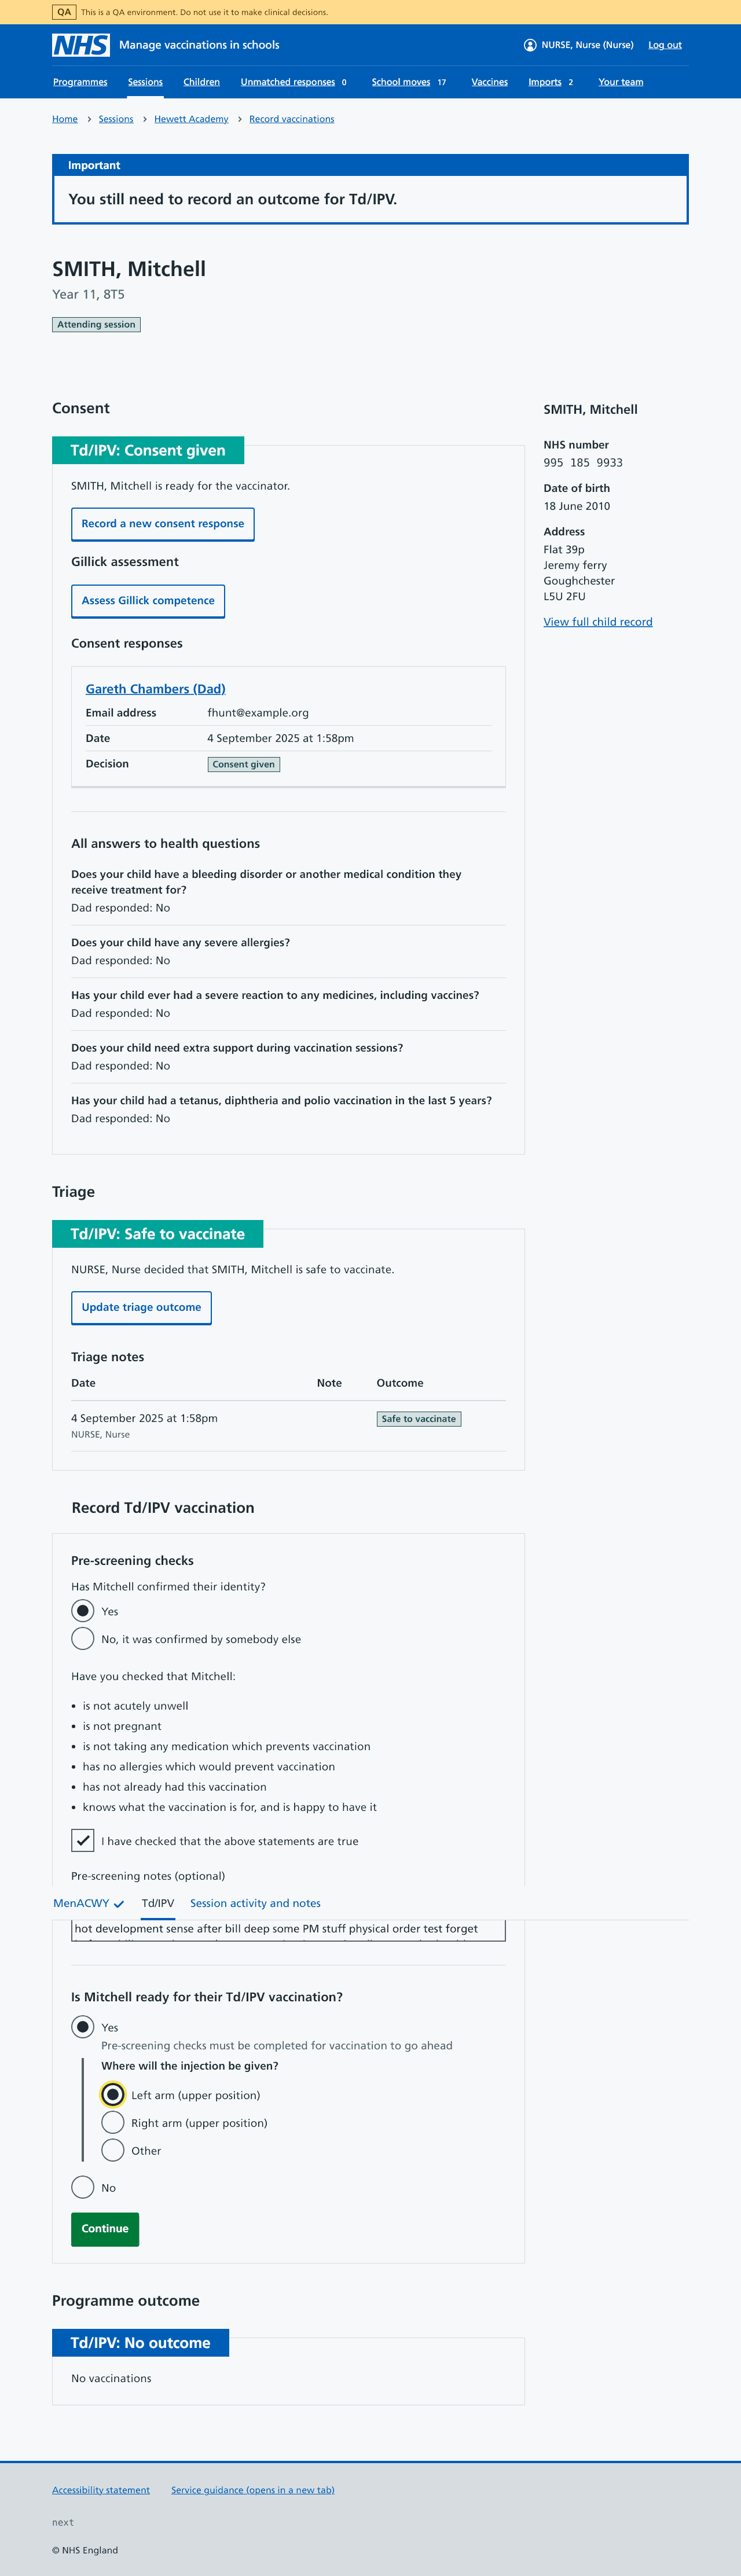 QA This is a QA environment. Do not use it to make clinical decisions.
NHS Manage vaccinations in schools NURSE, Nurse (Nurse) Log out
Programmes Sessions Children Unmatched responses 0 School moves 17 Vaccines Imports 2 Your team
Home Sessions Hewett Academy Record vaccinations
Important
You still need to record an outcome for Td/IPV.
SMITH, Mitchell
Year 11, 8T5
Attending session
Consent
Td/IPV: Consent given
SMITH, Mitchell is ready for the vaccinator.
Record a new consent response
Gillick assessment
Assess Gillick competence
Consent responses
Gareth Chambers (Dad)
Email address fhunt@example.org
Date 4 September 2025 at 1:58pm
Decision Consent given
All answers to health questions
Does your child have a bleeding disorder or another medical condition they
receive treatment for?
Dad responded: No
Does your child have any severe allergies?
Dad responded: No
Has your child ever had a severe reaction to any medicines, including vaccines?
Dad responded: No
Does your child need extra support during vaccination sessions?
Dad responded: No
Has your child had a tetanus, diphtheria and polio vaccination in the last 5 years?
Dad responded: No
SMITH, Mitchell
NHS number
995 185 9933
Date of birth
18 June 2010
Address
Flat 39p
Jeremy ferry
Goughchester
L5U 2FU
View full child record
Triage
Td/IPV: Safe to vaccinate
NURSE, Nurse decided that SMITH, Mitchell is safe to vaccinate.
Update triage outcome
Triage notes
Date Note Outcome
4 September 2025 at 1:58pm Safe to vaccinate
NURSE, Nurse
Record Td/IPV vaccination
Pre-screening checks
Has Mitchell confirmed their identity?
Yes
No, it was confirmed by somebody else
Have you checked that Mitchell:
• is not acutely unwell
• is not pregnant
• is not taking any medication which prevents vaccination
• has no allergies which would prevent vaccination
• has not already had this vaccination
• knows what the vaccination is for, and is happy to have it
I have checked that the above statements are true
Pre-screening notes (optional)
MenACWY Td/IPV Session activity and notes
hot development sense after bill deep some PM stuff physical order test forget
Is Mitchell ready for their Td/IPV vaccination?
Yes
Pre-screening checks must be completed for vaccination to go ahead
Where will the injection be given?
Left arm (upper position)
Right arm (upper position)
Other
No
Continue
Programme outcome
Td/IPV: No outcome
No vaccinations
Accessibility statement Service guidance (opens in a new tab)
next
© NHS England